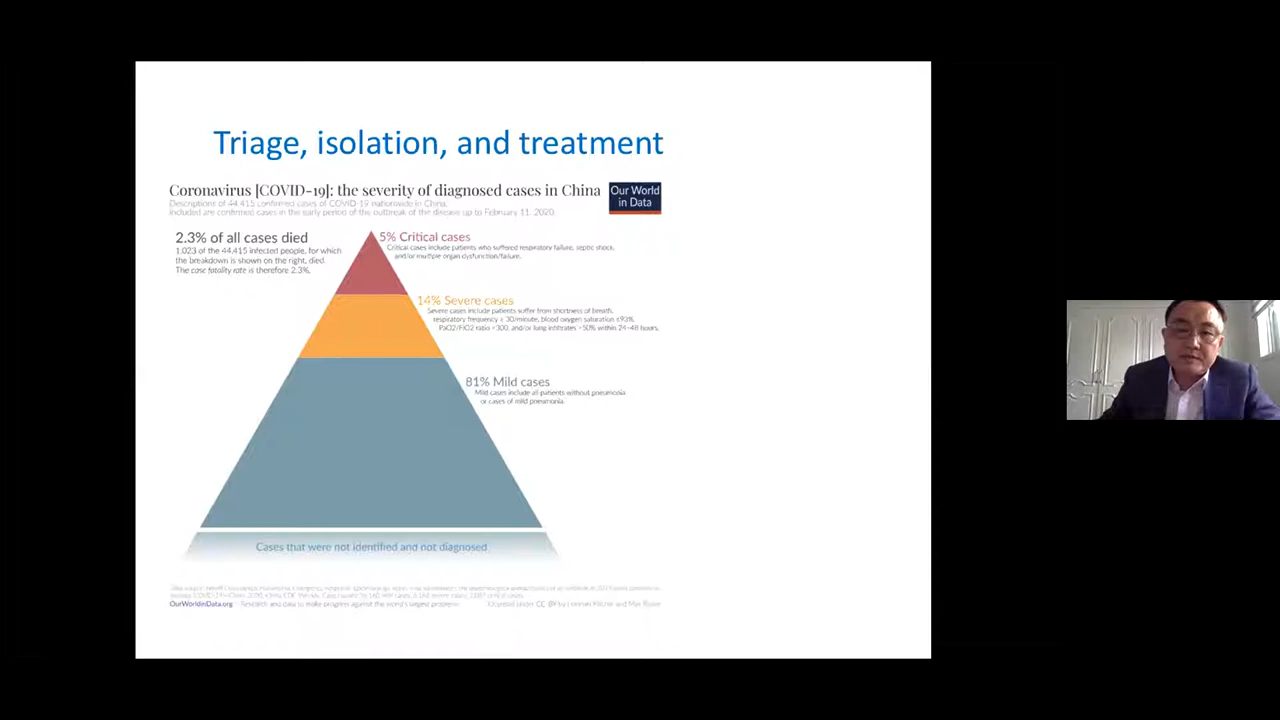 Triage, isolation, and treatment
Coronavirus [COVID-19]: the severity of diagnosed cases in China
Our World
in Data
Descriptions of 44,415 confirmed cases of COVID-19 nationwide in China.
Included are confirmed cases in the early period of the outbreak of the disease up to February 11, 2020.
2.3% of all cases died
1,023 of the 44,415 infected people, for which
the breakdown is shown on the right, died.
The case fatality rate is therefore 2.3%.
5% Critical cases
Critical cases include patients who suffered respiratory failure, septic shock,
and/or multiple organ dysfunction/failure.
14% Severe cases
Severe cases include patients suffer from shortness of breath,
respiratory frequency ≥ 30/minute, blood oxygen saturation ≤93%,
PaO2/FiO2 ratio <300, and/or lung infiltrates >50% within 24–48 hours.
81% Mild cases
Mild cases include all patients without pneumonia
or cases of mild pneumonia.
Cases that were not identified and not diagnosed
OurWorldinData.org – Research and data to make progress against the world's largest problems.
Licensed under CC-BY by Hannah Ritchie and Max Roser